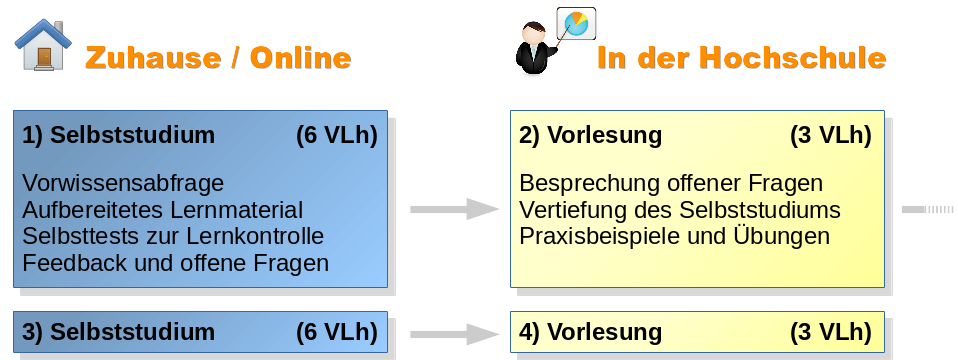 Zuhause / Online
In der Hochschule
1) Selbststudium (6 VLh)
Vorwissensabfrage
Aufbereitetes Lernmaterial
Selbsttests zur Lernkontrolle
Feedback und offene Fragen
2) Vorlesung (3 VLh)
Besprechung offener Fragen
Vertiefung des Selbststudiums
Praxisbeispiele und Übungen
3) Selbststudium (6 VLh)
4) Vorlesung (3 VLh)